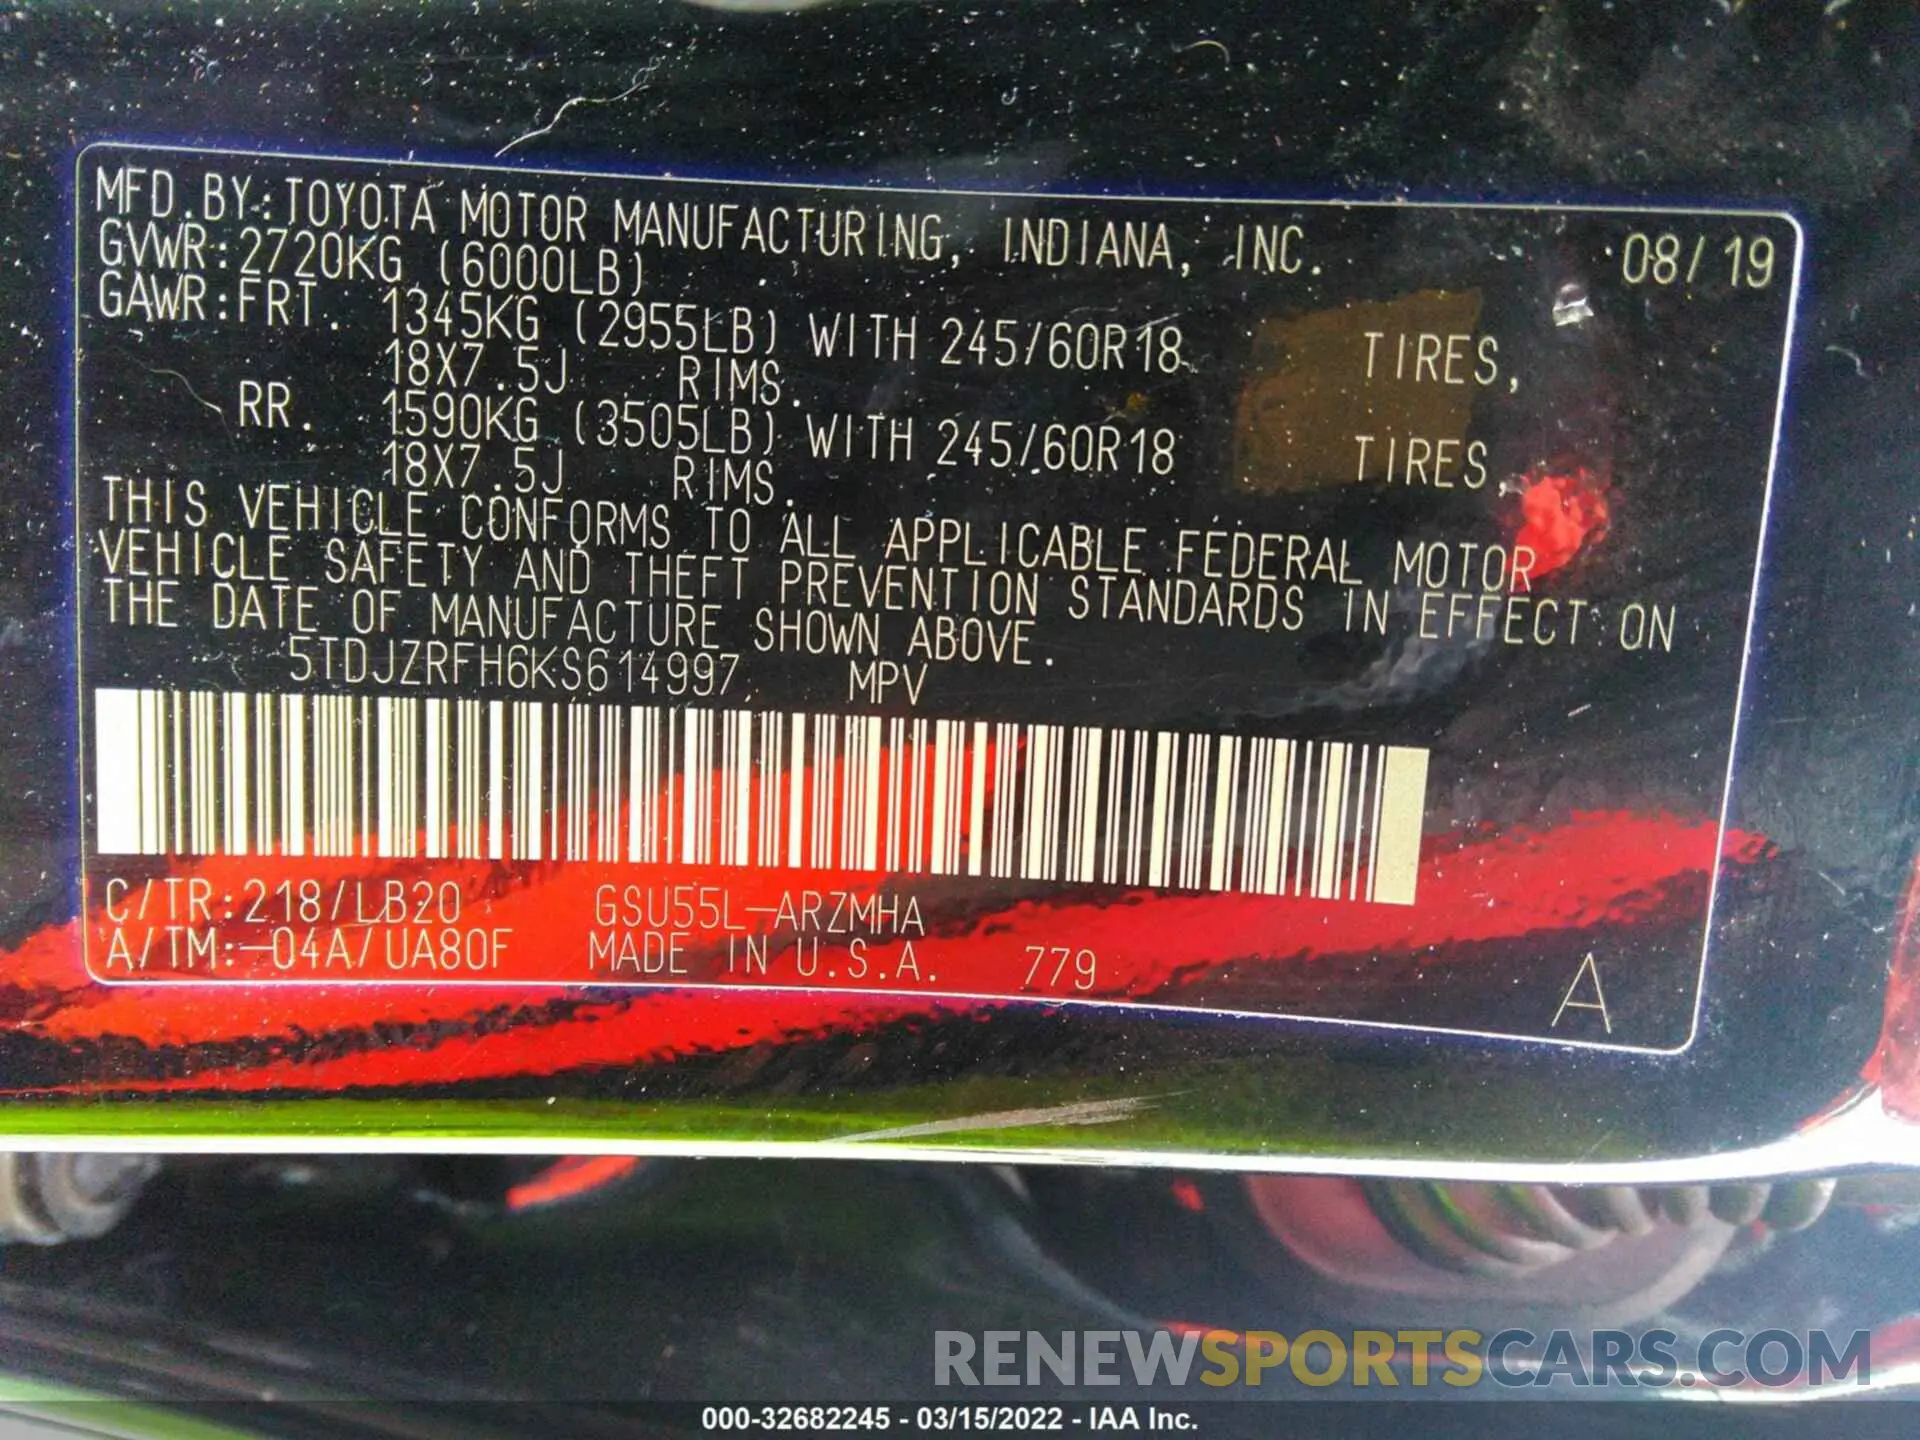 MFD.BY:TOYOTA MOTOR MANUFACTURING, INDIANA, INC. 08/19
GVWR:2720KG (6000LB)
GAWR:FRT. 1345KG (2955LB) WITH 245/60R18 TIRES,
18X7.5J RIMS.
RR. 1590KG (3505LB) WITH 245/60R18 TIRES,
18X7.5J RIMS.
THIS VEHICLE CONFORMS TO ALL APPLICABLE FEDERAL MOTOR
VEHICLE SAFETY AND THEFT PREVENTION STANDARDS IN EFFECT ON
THE DATE OF MANUFACTURE SHOWN ABOVE.
5TDJZRFH6KS614997 MPV
C/TR:218/LB20 GSU55L-ARZMHA
A/TM:-04A/UA80F MADE IN U.S.A. 779 A
RENEWSPORTSCARS.COM
000-32682245 - 03/15/2022 - IAA Inc.